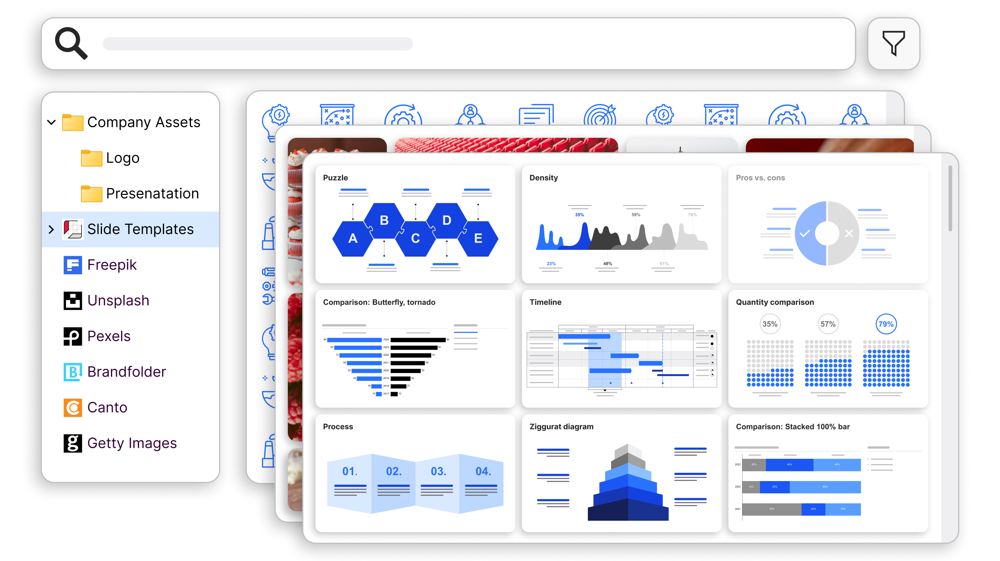 Company Assets
Logo
Presenatation
Slide Templates
Freepik
Unsplash
Pexels
Brandfolder
Canto
Getty Images
Puzzle
A
B
C
D
E
Density
35%
59%
76%
23%
48%
61%
Pros vs. cons
Comparison: Butterfly, tornado
94 2024 95
82 2023 81
73 2022 70
60 2021 59
52 2020 52
43 2019 34
18 2018 27
10 2017 12
Timeline
Quantity comparison
35%
57%
79%
Process
01.
02.
03.
04.
Ziggurat diagram
Comparison: Stacked 100% bar
2023 20% 40% 40%
2022 15% 25% 60%
2021 50% 20% 30%